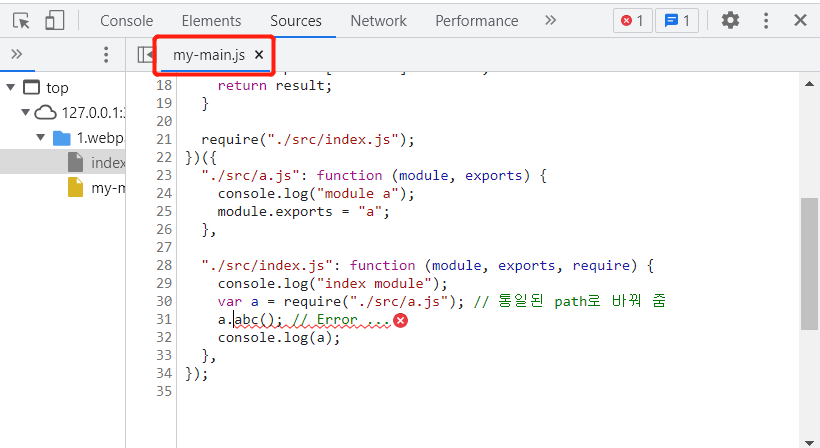 Console Elements Sources Network Performance » 1 1
» my-main.js ×
top
127.0.0.1:
1.webp
index
my-m
18 return result;
19 }
20
21 require("./src/index.js");
22 })({
23 "./src/a.js": function (module, exports) {
24 console.log("module a");
25 module.exports = "a";
26 },
27
28 "./src/index.js": function (module, exports, require) {
29 console.log("index module");
30 var a = require("./src/a.js"); // 통일된 path로 바꿔 줌
31 a.abc(); // Error ...
32 console.log(a);
33 },
34 });
35